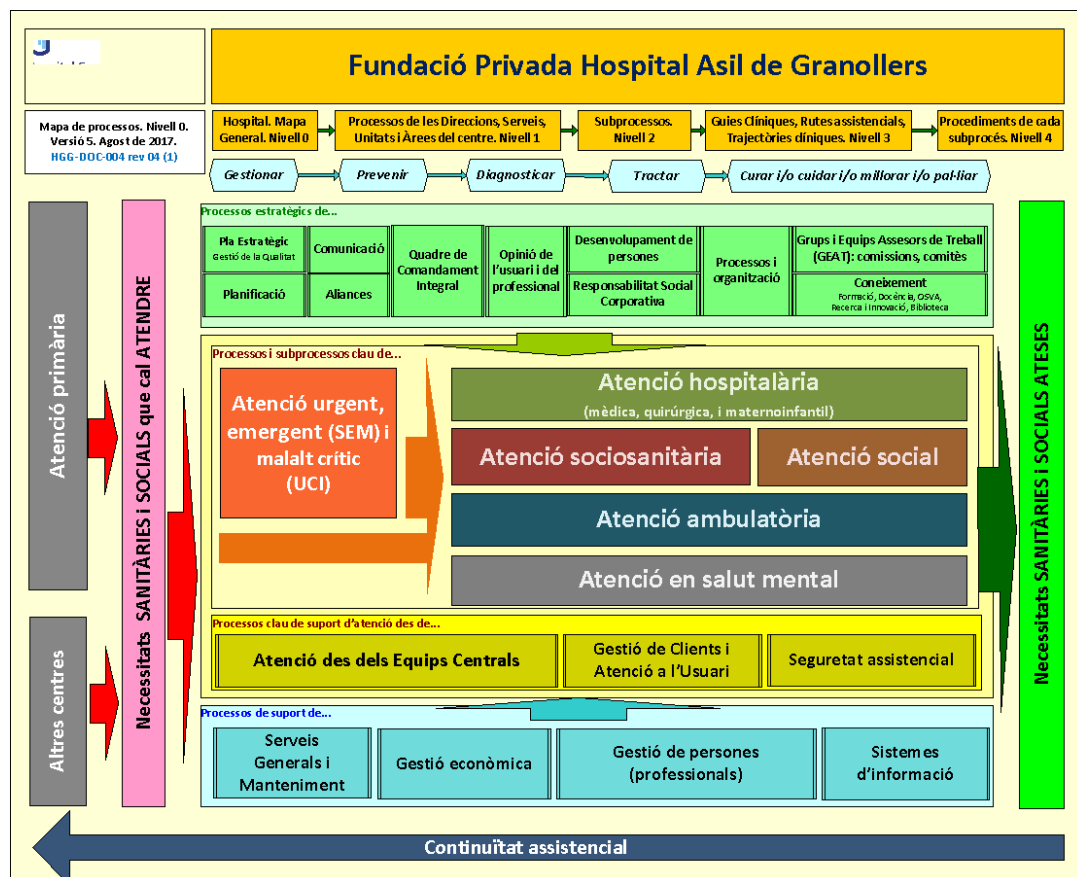 Fundació Privada Hospital Asil de Granollers
Mapa de processos. Nivell 0.
Versió 5. Agost de 2017.
HGG-DOC-004 rev 04 (1)
Hospital. Mapa
General. Nivell 0
Processos de les Direccions, Serveis,
Unitats i Àrees del centre. Nivell 1
Subprocessos.
Nivell 2
Guies Clíniques, Rutes assistencials,
Trajectòries clíniques. Nivell 3
Procediments de cada
subprocés. Nivell 4
Gestionar
Prevenir
Diagnosticar
Tractar
Curar i/o cuidar i/o millorar i/o pal·liar
Atenció primària
Altres centres
Necessitats SANITÀRIES i SOCIALS que cal ATENDRE
Processos estratègics de...
Pla Estratègic
Gestió de la Qualitat
Planificació
Comunicació
Aliances
Quadre de
Comandament
Integral
Opinió de
l'usuari i del
professional
Desenvolupament de
persones
Responsabilitat Social
Corporativa
Processos i
organització
Grups i Equips Assesors de Treball
(GEAT): comissions, comitès
Coneixement
Formació, Docència, OSVA,
Recerca i Innovació, Biblioteca
Processos i subprocessos clau de...
Atenció urgent,
emergent (SEM) i
malalt crític
(UCI)
Atenció hospitalària
(mèdica, quirúrgica, i maternoinfantil)
Atenció sociosanitària
Atenció social
Atenció ambulatòria
Atenció en salut mental
Processos clau de suport d'atenció des de...
Atenció des dels Equips Centrals
Gestió de Clients i
Atenció a l'Usuari
Seguretat assistencial
Processos de suport de...
Serveis
Generals i
Manteniment
Gestió econòmica
Gestió de persones
(professionals)
Sistemes
d'informació
Necessitats SANITÀRIES i SOCIALS ATESES
Continuïtat assistencial